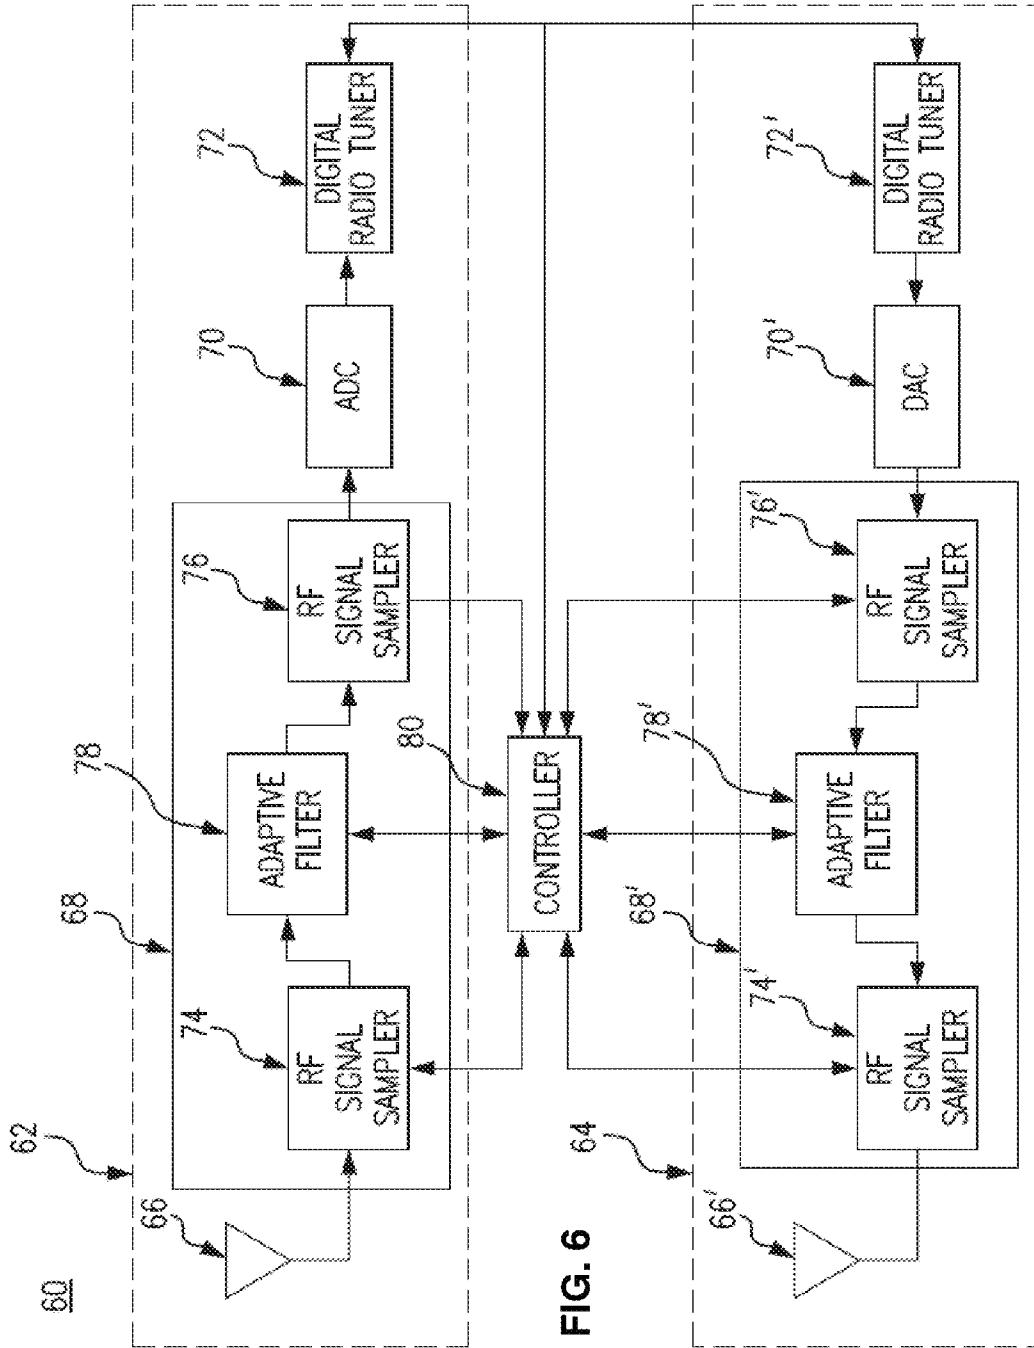 60
62
66
68
74
RF
SIGNAL
SAMPLER
78
ADAPTIVE
FILTER
76
RF
SIGNAL
SAMPLER
70
ADC
72
DIGITAL
RADIO TUNER
80
CONTROLLER
64
66'
68'
74'
RF
SIGNAL
SAMPLER
78'
ADAPTIVE
FILTER
76'
RF
SIGNAL
SAMPLER
70'
DAC
72'
DIGITAL
RADIO TUNER
FIG. 6